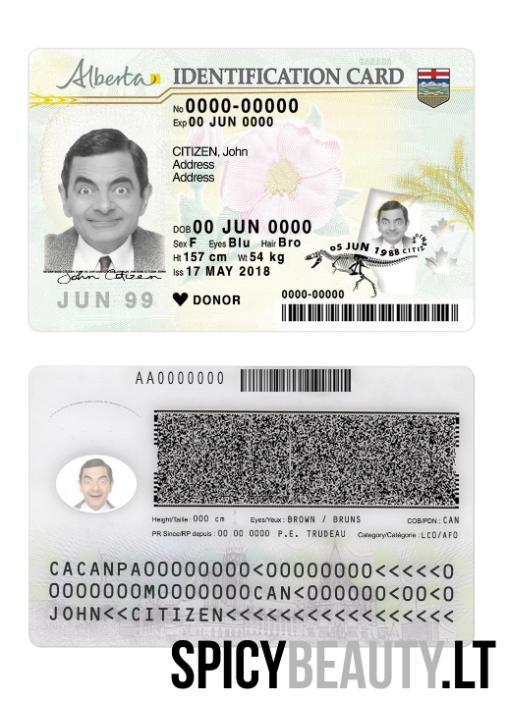 Alberta IDENTIFICATION CARD
CANADA
No 0000-00000
Exp 00 JUN 0000
CITIZEN, John
Address
Address
DOB 00 JUN 0000
Sex F Eyes Blu Hair Bro
Ht 157 cm Wt 54 kg
Iss 17 MAY 2018
05 JUN 1988 CITIZEN
John Citizen
JUN 99
DONOR
0000-00000
AA0000000
Height/Taille : 000 cm Eyes/Yeux : BROWN / BRUNS COB/PDN : CAN
PR Since/RP depuis : 00 00 0000 P.E. TRUDEAU Category/Catégorie : LCO/AFO
CACANPA00000000<00000000<<<<<0
0000000M0000000CAN<000000<00<0
JOHN<<CITIZEN<<<<<<<<<<<<<<<<<
SPICYBEAUTY.LT